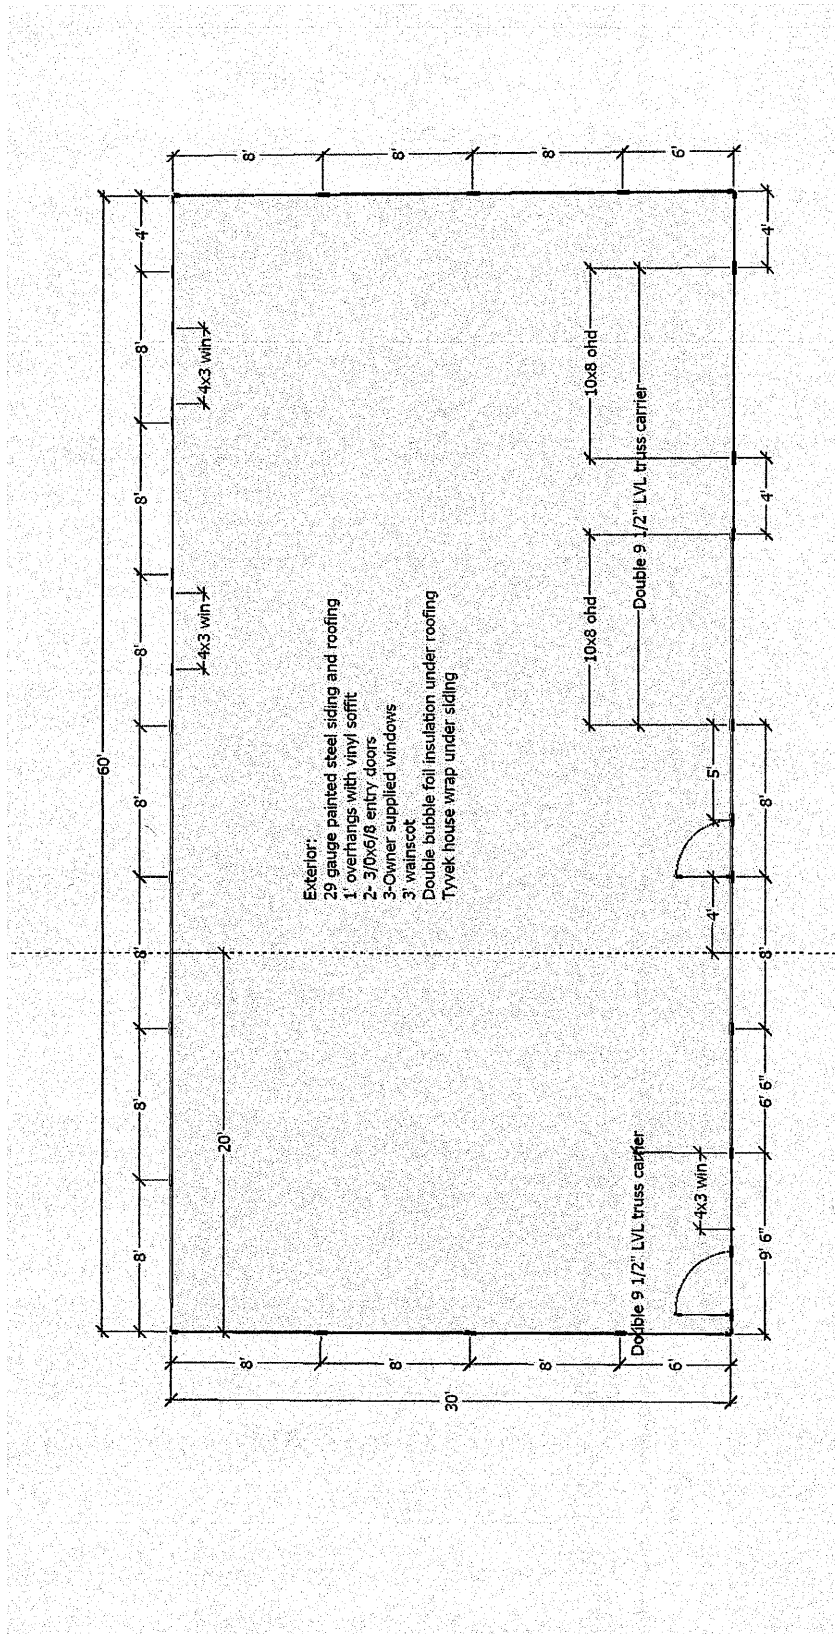 60'
8'
8'
8'
8'
8'
8'
8'
4'
20'
4x3 win
4x3 win
8'
8'
8'
6'
30'
8'
8'
8'
6'
Exterior:
29 gauge painted steel siding and roofing
1' overhangs with vinyl soffit
2- 3/0x6/8 entry doors
3-Owner supplied windows
3' wainscot
Double bubble foil insulation under roofing
Tyvek house wrap under siding
10x8 ohd
10x8 ohd
Double 9 1/2" LVL truss carrier
Double 9 1/2" LVL truss carrier
4x3 win
4'
5'
9' 6"
6' 6"
8'
8'
4'
4'